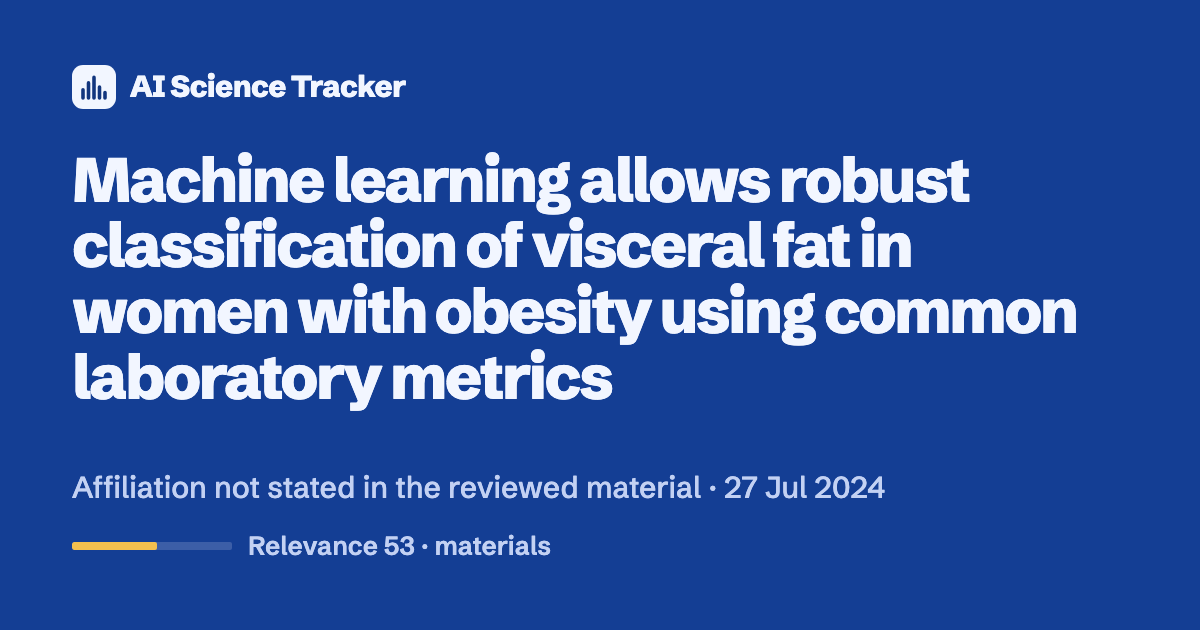 AI Science Tracker
Machine learning allows robust
classification of visceral fat in
women with obesity using common
laboratory metrics
Affiliation not stated in the reviewed material · 27 Jul 2024
Relevance 53 · materials